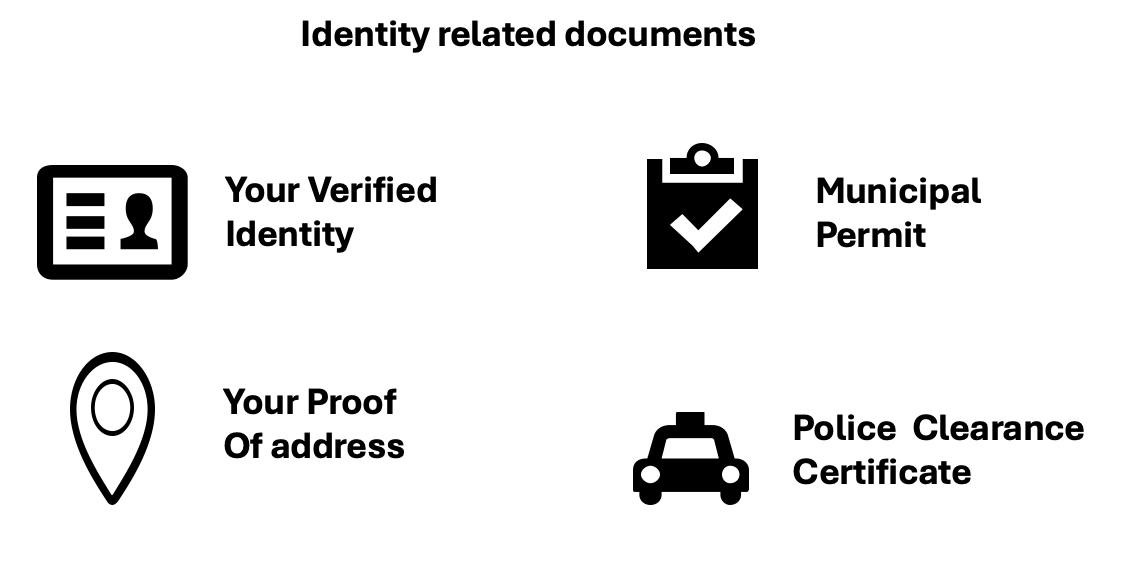 Identity related documents
Your Verified
Identity
Municipal
Permit
Your Proof
Of address
Police  Clearance
Certificate